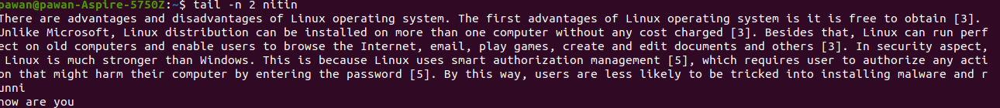 pawan@pawan-Aspire-5750Z:~$ tail -n 2 nitin
There are advantages and disadvantages of Linux operating system. The first advantages of Linux operating system is it is free to obtain [3].
Unlike Microsoft, Linux distribution can be installed on more than one computer without any cost charged [3]. Besides that, Linux can run perf
ect on old computers and enable users to browse the Internet, email, play games, create and edit documents and others [3]. In security aspect,
 Linux is much stronger than Windows. This is because Linux uses smart authorization management [5], which requires user to authorize any acti
on that might harm their computer by entering the password [5]. By this way, users are less likely to be tricked into installing malware and r
unni
how are you